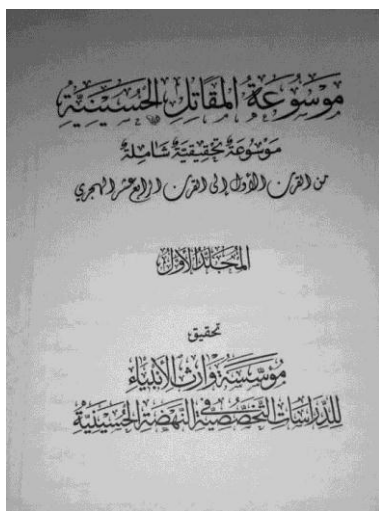 موسوعة المقاتل الحسينية
موسوعة تحقيقية شاملة
من القرن الأول إلى القرن الرابع عشر الهجري
المجلد الأول
تحقيق
مؤسسة وارث الأنبياء
للدراسات التخصصية في النهضة الحسينية